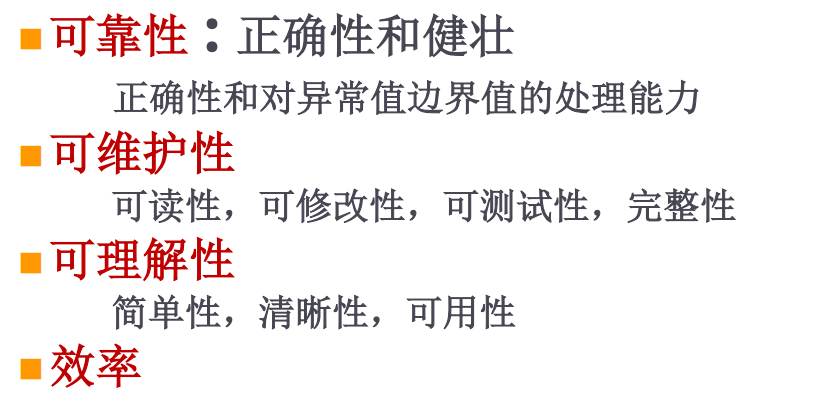 ■可靠性：正确性和健壮
正确性和对异常值边界值的处理能力
■可维护性
可读性，可修改性，可测试性，完整性
■可理解性
简单性，清晰性，可用性
■效率